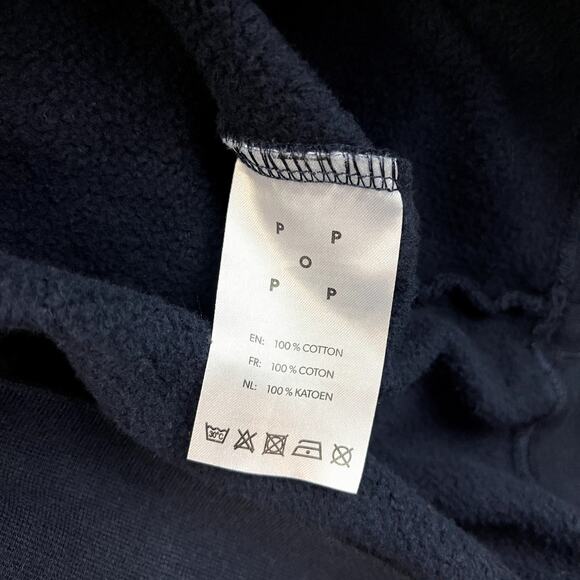 P P
O
P P
EN: 100 % COTTON
FR: 100 % COTON
NL: 100 % KATOEN
30°C